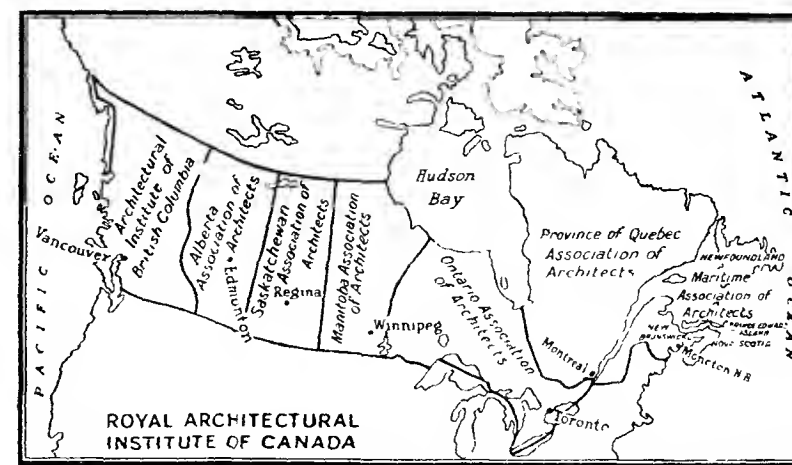 PACIFIC OCEAN
Vancouver
Architectural
Institute of
British Columbia
Alberta
Association of
Architects
Edmunton
Saskatchewan
Association of
Architects
Regina
Manitoba Association
of Architects
Winnipeg
Hudson
Bay
Ontario Association
of Architects
Toronto
Province of Quebec
Association of
Architects
Montreal
NEWFOUNDLAND
Maritime
Association of
Architects
PRINCE EDWARD
ISLAND
NEW
BRUNSWICK
NOVA SCOTIA
Moncton N.B
ATLANTIC OCEAN
ROYAL ARCHITECTURAL
INSTITUTE OF CANADA